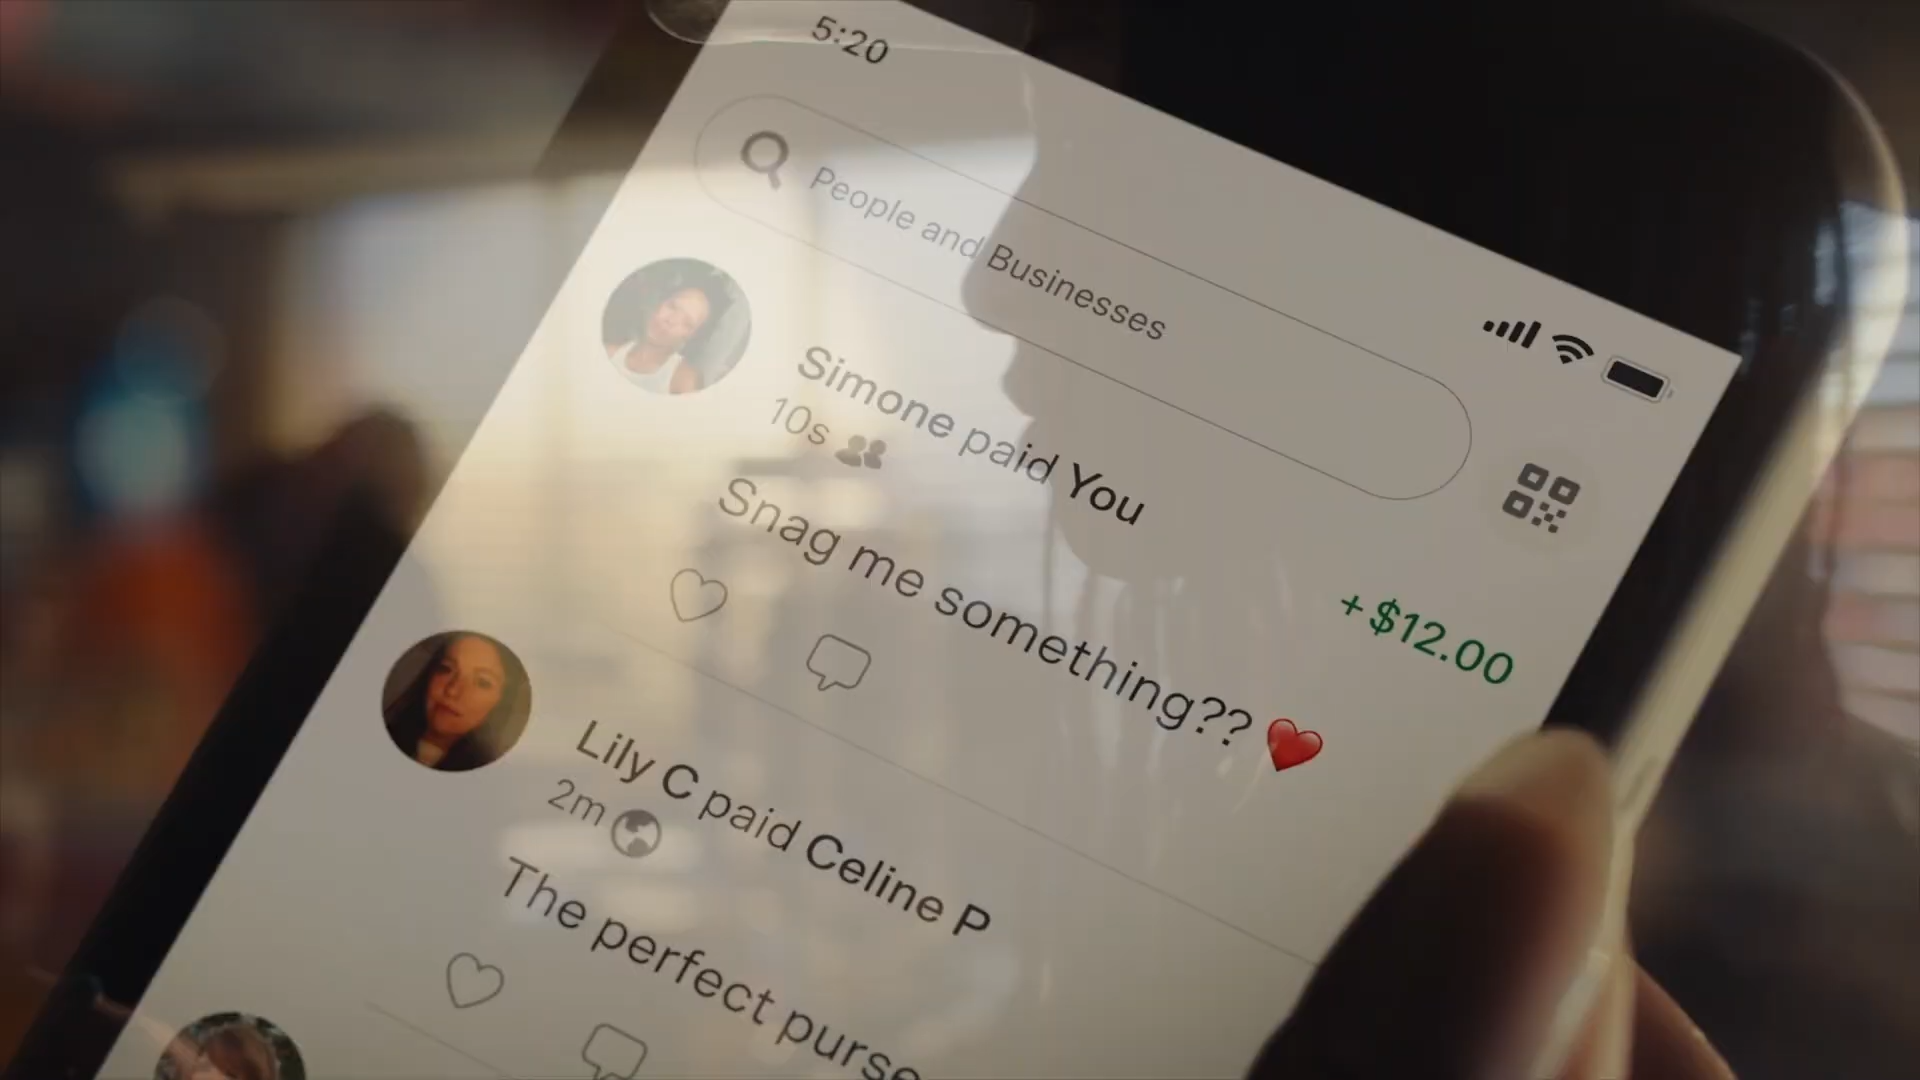 5:20
People and Businesses
Simone paid You
10s
+ $12.00
Snag me something??
Lily C paid Celine P
2m
The perfect purse